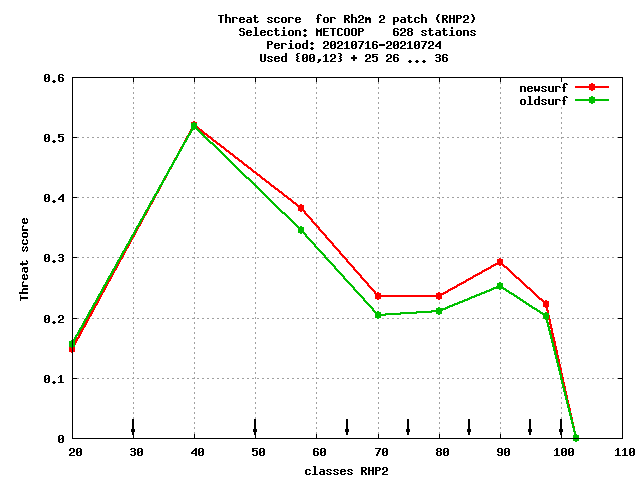 Threat score  for Rh2m 2 patch (RHP2)
Selection: METCOOP    628 stations
Period: 20210716-20210724
Used {00,12} + 25 26 ... 36
newsurf
oldsurf
0.6
0.5
0.4
0.3
0.2
0.1
0
Threat score
20 30 40 50 60 70 80 90 100 110
classes RHP2